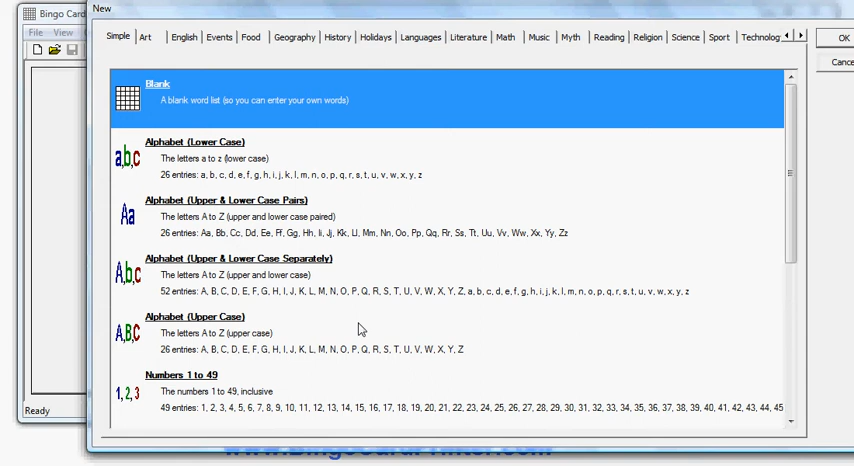 Bingo Card
New
File View
Simple Art English Events Food Geography History Holidays Languages Literature Math Music Myth Reading Religion Science Sport Technolog
OK
Cance
Blank
A blank word list (so you can enter your own words)
Alphabet (Lower Case)
The letters a to z (lower case)
26 entries: a, b, c, d, e, f, g, h, i, j, k, l, m, n, o, p, q, r, s, t, u, v, w, x, y, z
a,b,c
Alphabet (Upper & Lower Case Pairs)
The letters A to Z (upper and lower case paired)
26 entries: Aa, Bb, Cc, Dd, Ee, Ff, Gg, Hh, Ii, Jj, Kk, Ll, Mm, Nn, Oo, Pp, Qq, Rr, Ss, Tt, Uu, Vv, Ww, Xx, Yy, Zz
Aa
Alphabet (Upper & Lower Case Separately)
The letters A to Z (upper and lower case)
52 entries: A, B, C, D, E, F, G, H, I, J, K, L, M, N, O, P, Q, R, S, T, U, V, W, X, Y, Z, a, b, c, d, e, f, g, h, i, j, k, l, m, n, o, p, q, r, s, t, u, v, w, x, y, z
A,b,c
Alphabet (Upper Case)
The letters A to Z (upper case)
26 entries: A, B, C, D, E, F, G, H, I, J, K, L, M, N, O, P, Q, R, S, T, U, V, W, X, Y, Z
A,B,C
Numbers 1 to 49
The numbers 1 to 49, inclusive
49 entries: 1, 2, 3, 4, 5, 6, 7, 8, 9, 10, 11, 12, 13, 14, 15, 16, 17, 18, 19, 20, 21, 22, 23, 24, 25, 26, 27, 28, 29, 30, 31, 32, 33, 34, 35, 36, 37, 38, 39, 40, 41, 42, 43, 44, 45
1, 2, 3
Ready